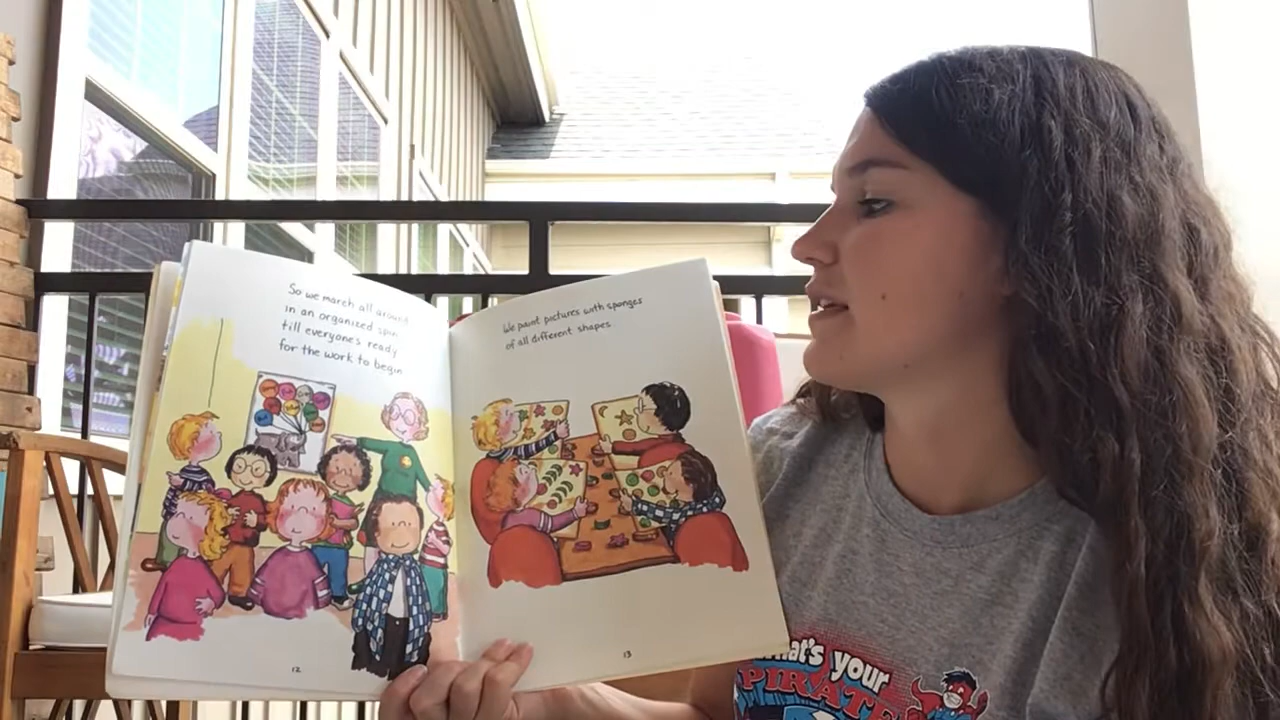 So we march all around
in an organized spin
till everyone's ready
for the work to begin.
We paint pictures with sponges
of all different shapes.
12
13
What's your
PIRATE